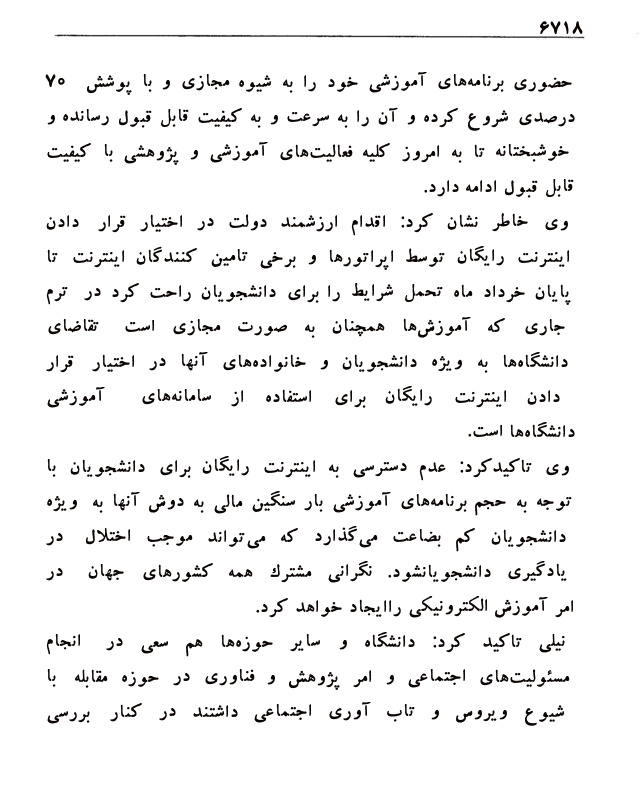 ۶۷۱۸
حضوری برنامه‌های آموزشی خود را به شیوه مجازی و با پوشش ۷۰
درصدی شروع کرده و آن را به سرعت و به کیفیت قابل قبول رسانده و
خوشبختانه تا به امروز کلیه فعالیت‌های آموزشی و پژوهشی با کیفیت
قابل قبول ادامه دارد.
وی خاطر نشان کرد: اقدام ارزشمند دولت در اختیار قرار دادن
اینترنت رایگان توسط اپراتورها و برخی تامین کنندگان اینترنت تا
پایان خرداد ماه تحمل شرایط را برای دانشجویان راحت کرد در ترم
جاری که آموزش‌ها همچنان به صورت مجازی است تقاضای
دانشگاه‌ها به ویژه دانشجویان و خانواده‌های آنها در اختیار قرار
دادن اینترنت رایگان برای استفاده از سامانه‌های آموزشی
دانشگاه‌ها است.
وی تاکیدکرد: عدم دسترسی به اینترنت رایگان برای دانشجویان با
توجه به حجم برنامه‌های آموزشی بار سنگین مالی به دوش آنها به ویژه
دانشجویان کم بضاعت می‌گذارد که می‌تواند موجب اختلال در
یادگیری دانشجویانشود. نگرانی مشترك همه کشورهای جهان در
امر آموزش الکترونیکی راایجاد خواهد کرد.
نیلی تاکید کرد: دانشگاه و سایر حوزه‌ها هم سعی در انجام
مسئولیت‌های اجتماعی و امر پژوهش و فناوری در حوزه مقابله با
شیوع ویروس و تاب آوری اجتماعی داشتند در کنار بررسی